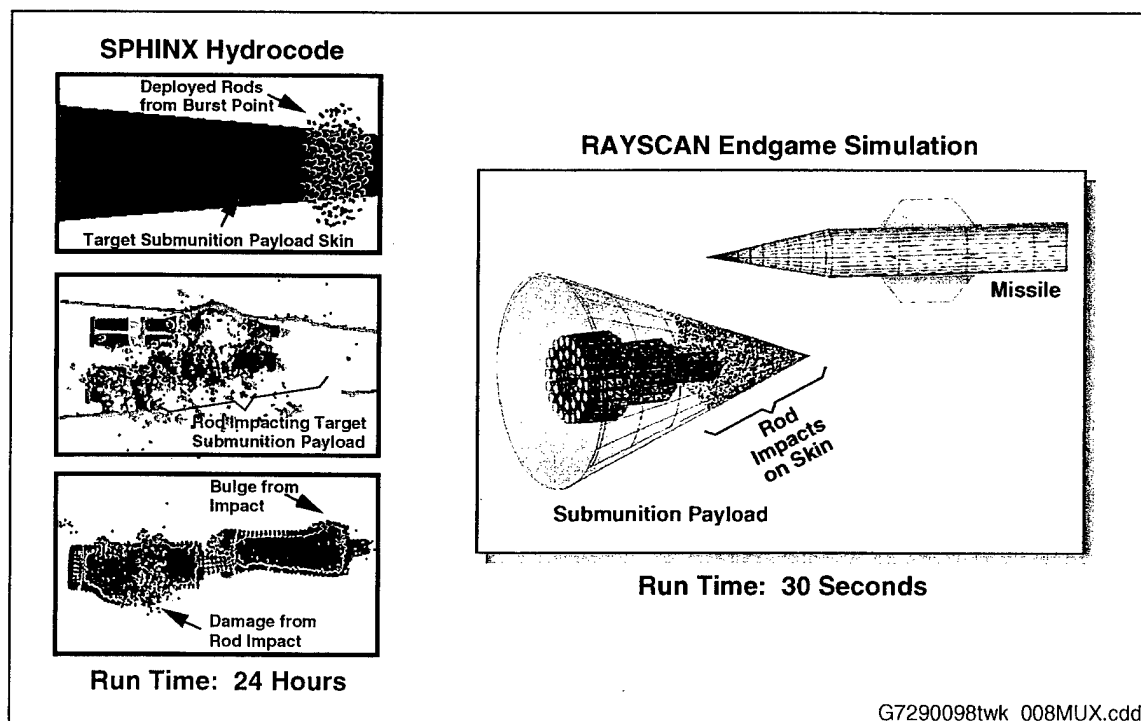 SPHINX Hydrocode
Deployed Rods
from Burst Point
Target Submunition Payload Skin
Rod Impacting Target
Submunition Payload
Bulge from
Impact
Damage from
Rod Impact
Run Time: 24 Hours
RAYSCAN Endgame Simulation
Missile
Rod
Impacts
on Skin
Submunition Payload
Run Time: 30 Seconds
G7290098twk 008MUX.cdd